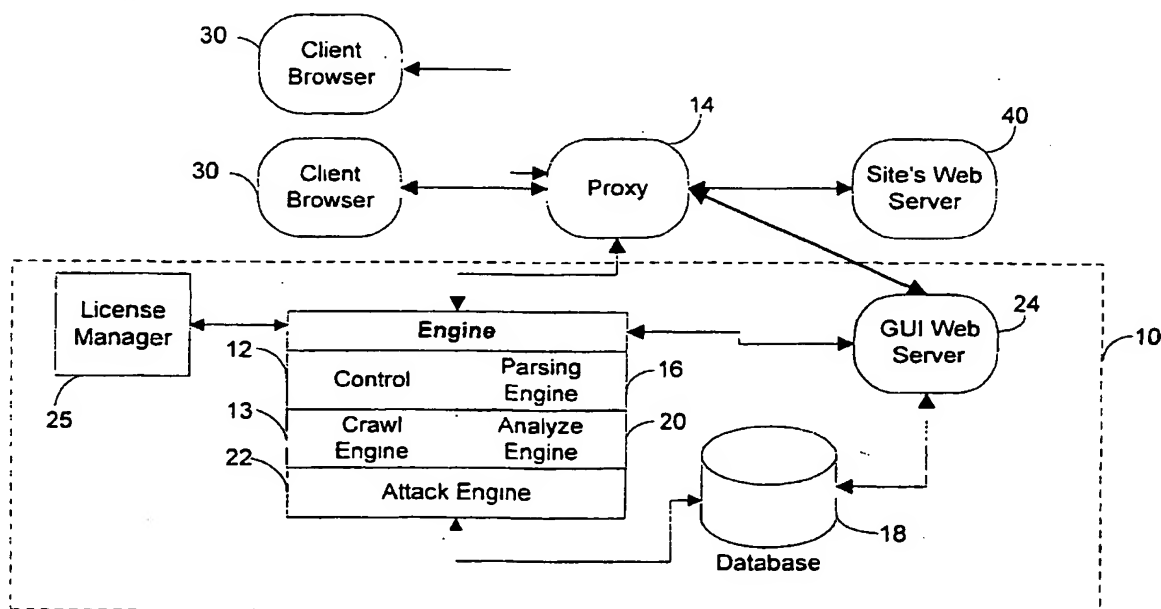 30
Client
Browser
14
40
30
Client
Browser
Proxy
Site's Web
Server
License
Manager
25
Engine
24
GUI Web
Server
10
12
Control
Parsing
Engine
16
13
Crawl
Engine
Analyze
Engine
20
22
Attack Engine
18
Database